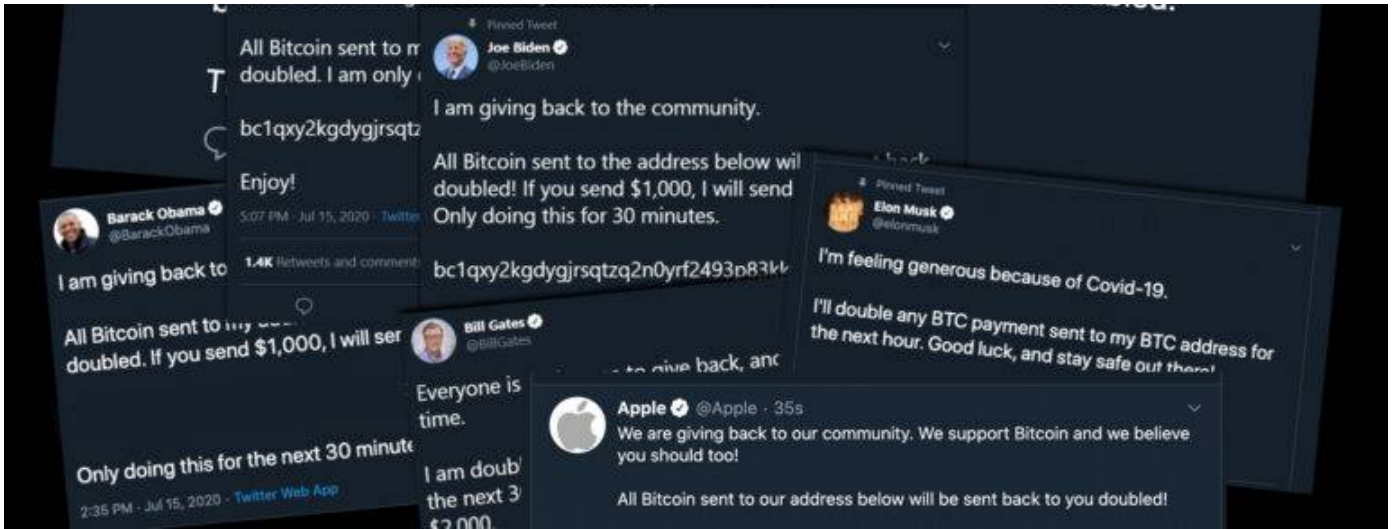 bled.
T
All Bitcoin sent to m
doubled. I am only
bc1qxy2kgdygjrsqtz
Enjoy!
5:07 PM · Jul 15, 2020 · Twitter
1.4K Retweets and comments
Pinned Tweet
Joe Biden
@JoeBiden
I am giving back to the community.
All Bitcoin sent to the address below wil back
doubled! If you send $1,000, I will send
Only doing this for 30 minutes.
bc1qxy2kgdygjrsqtzq2n0yrf2493p83kk
Barack Obama
@BarackObama
I am giving back to
All Bitcoin sent to my
doubled. If you send $1,000, I will ser
Only doing this for the next 30 minute
2:35 PM · Jul 15, 2020 · Twitter Web App
Pinned Tweet
Elon Musk
@elonmusk
I'm feeling generous because of Covid-19.
I'll double any BTC payment sent to my BTC address for
the next hour. Good luck, and stay safe out there!
Bill Gates
@BillGates
Everyone is to give back, and
time.
I am doubl
the next 3
$2,000.
Apple @Apple · 35s
We are giving back to our community. We support Bitcoin and we believe
you should too!
All Bitcoin sent to our address below will be sent back to you doubled!